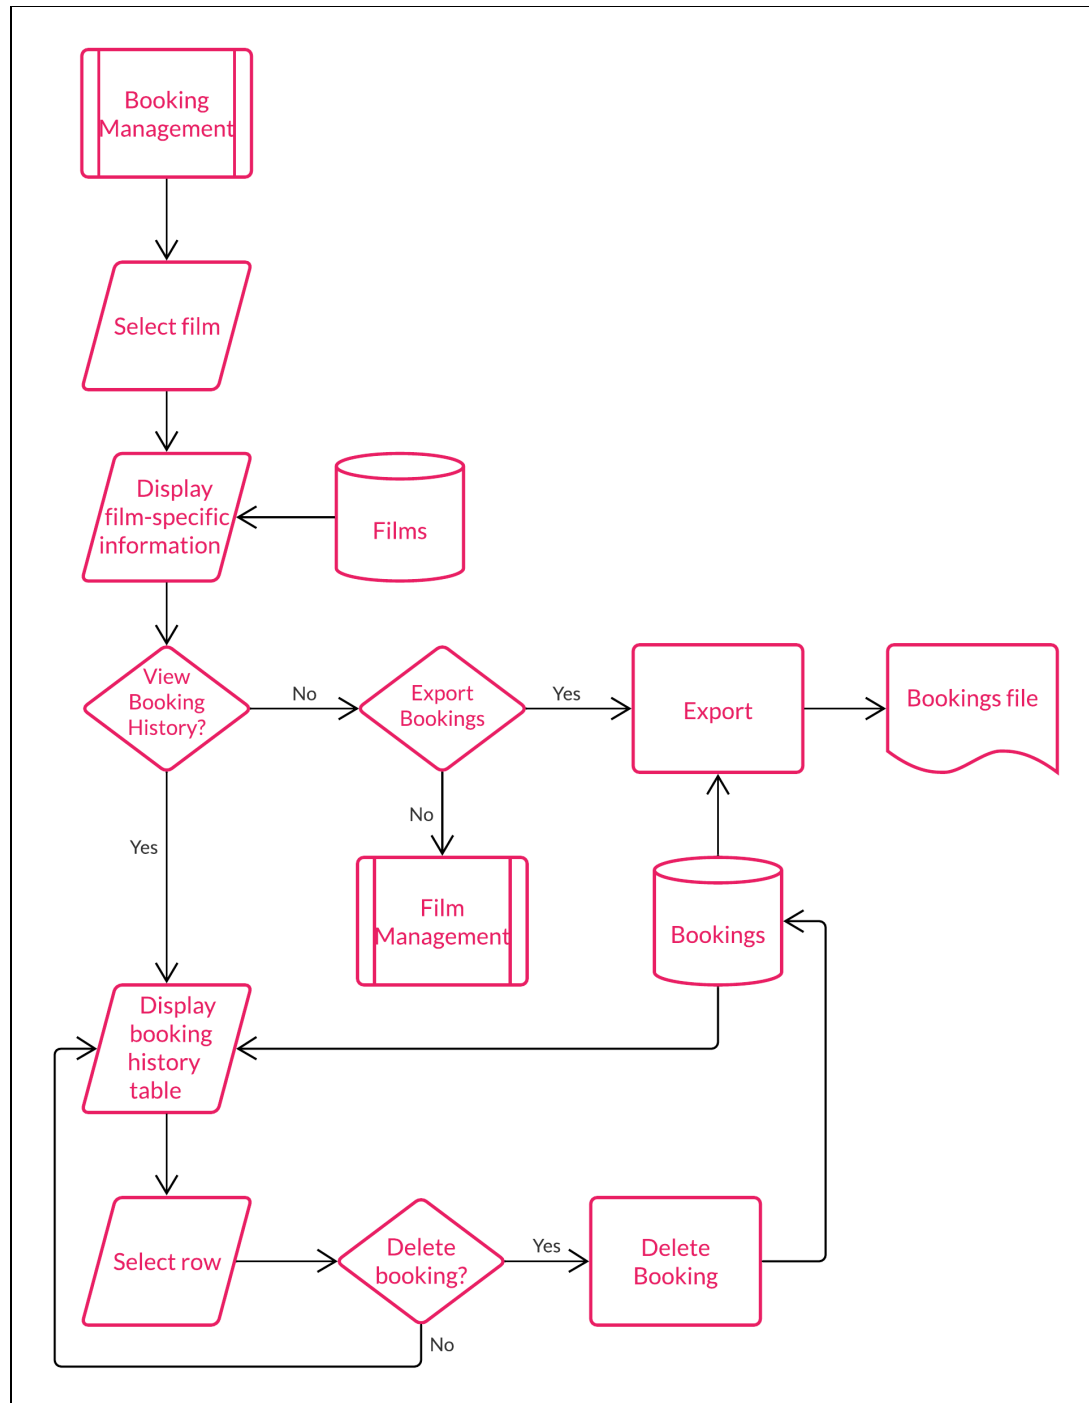 Booking
Management
Select film
Display
film-specific
information
Films
View
Booking
History?
No
Export
Bookings
Yes
Export
Bookings file
No
Yes
Film
Management
Bookings
Display
booking
history
table
Select row
Delete
booking?
Yes
Delete
Booking
No